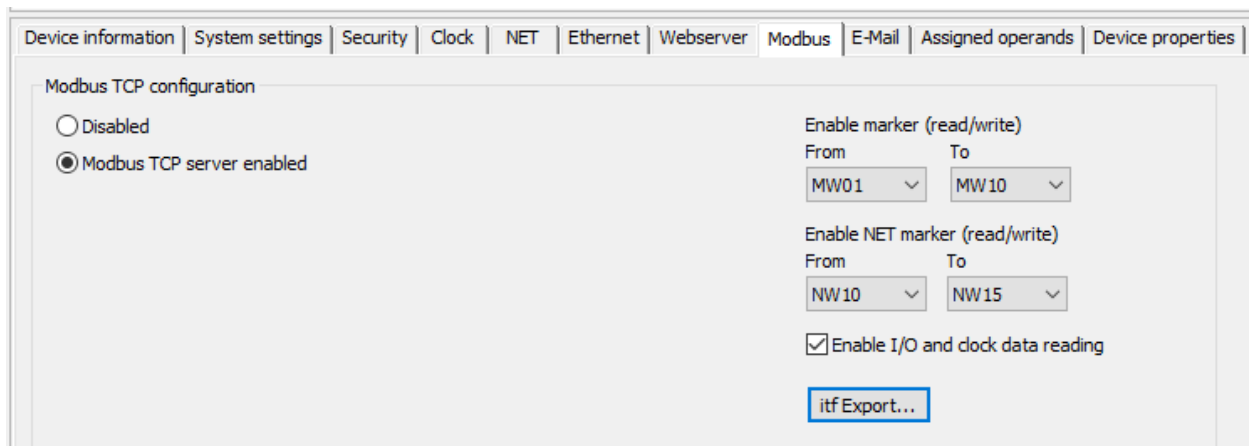 Device information System settings Security Clock NET Ethernet Webserver Modbus E-Mail Assigned operands Device properties
Modbus TCP configuration
Disabled
Modbus TCP server enabled
Enable marker (read/write)
From To
MW01 MW10
Enable NET marker (read/write)
From To
NW10 NW15
Enable I/O and clock data reading
itf Export...